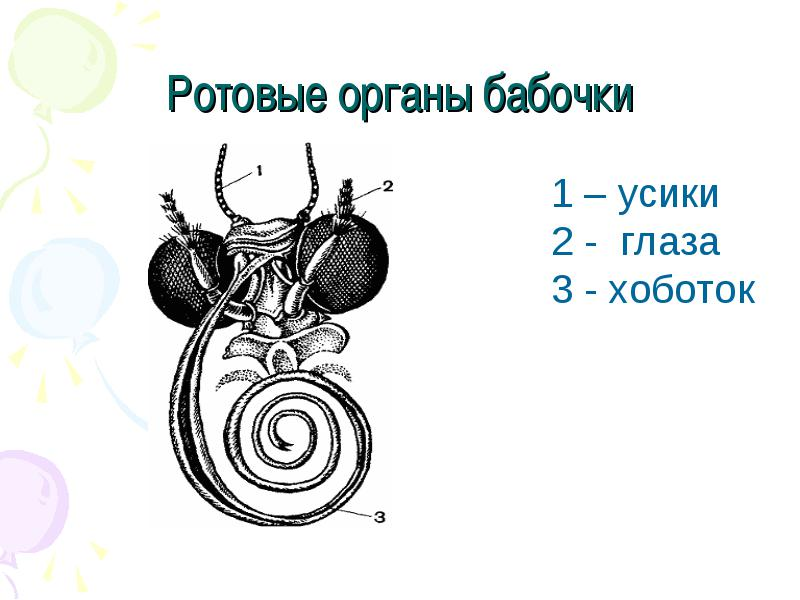 Ротовые органы бабочки
1
2
3
1 – усики
2 - глаза
3 - хоботок